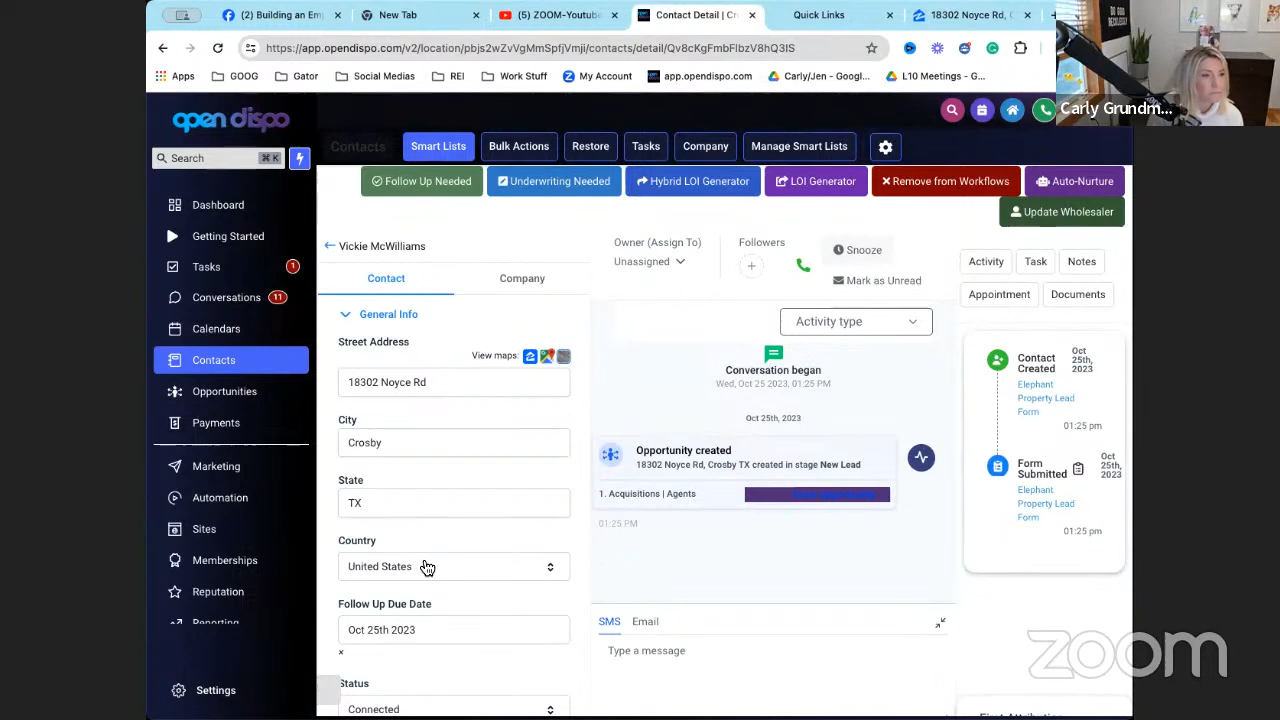 (2) Building an Em
New Tab
(5) ZOOM-Youtube
Contact Detail | Cr
Quick Links
18302 Noyce Rd, C
https://app.opendispo.com/v2/location/pbjs2wZvVgMmSpfjVmji/contacts/detail/Qv8cKgFmbFlbzV8hQ3IS
Apps
GOOG
Gator
Social Medias
REI
Work Stuff
My Account
app.opendispo.com
Carly/Jen - Googl...
L10 Meetings - G...
Carly Grundm...
open dispo
Search
⌘ K
Contacts
Smart Lists
Bulk Actions
Restore
Tasks
Company
Manage Smart Lists
Follow Up Needed
Underwriting Needed
Hybrid LOI Generator
LOI Generator
Remove from Workflows
Auto-Nurture
Update Wholesaler
Dashboard
Getting Started
Tasks
1
Conversations
11
Calendars
Contacts
Opportunities
Payments
Marketing
Automation
Sites
Memberships
Reputation
Reporting
Settings
Vickie McWilliams
Contact
Company
General Info
Street Address
View maps:
18302 Noyce Rd
City
Crosby
State
TX
Country
United States
Follow Up Due Date
Oct 25th 2023
×
Status
Connected
Owner (Assign To)
Unassigned
Followers
Snooze
Mark as Unread
Activity type
Conversation began
Wed, Oct 25 2023, 01:25 PM
Oct 25th, 2023
Opportunity created
18302 Noyce Rd, Crosby TX created in stage New Lead
1. Acquisitions | Agents
01:25 PM
SMS
Email
Type a message
Activity
Task
Notes
Appointment
Documents
Contact
Created
Oct
25th,
2023
Elephant
Property Lead
Form
01:25 pm
Form
Submitted
Oct
25th,
2023
Elephant
Property Lead
Form
01:25 pm
First Attribution
zoom